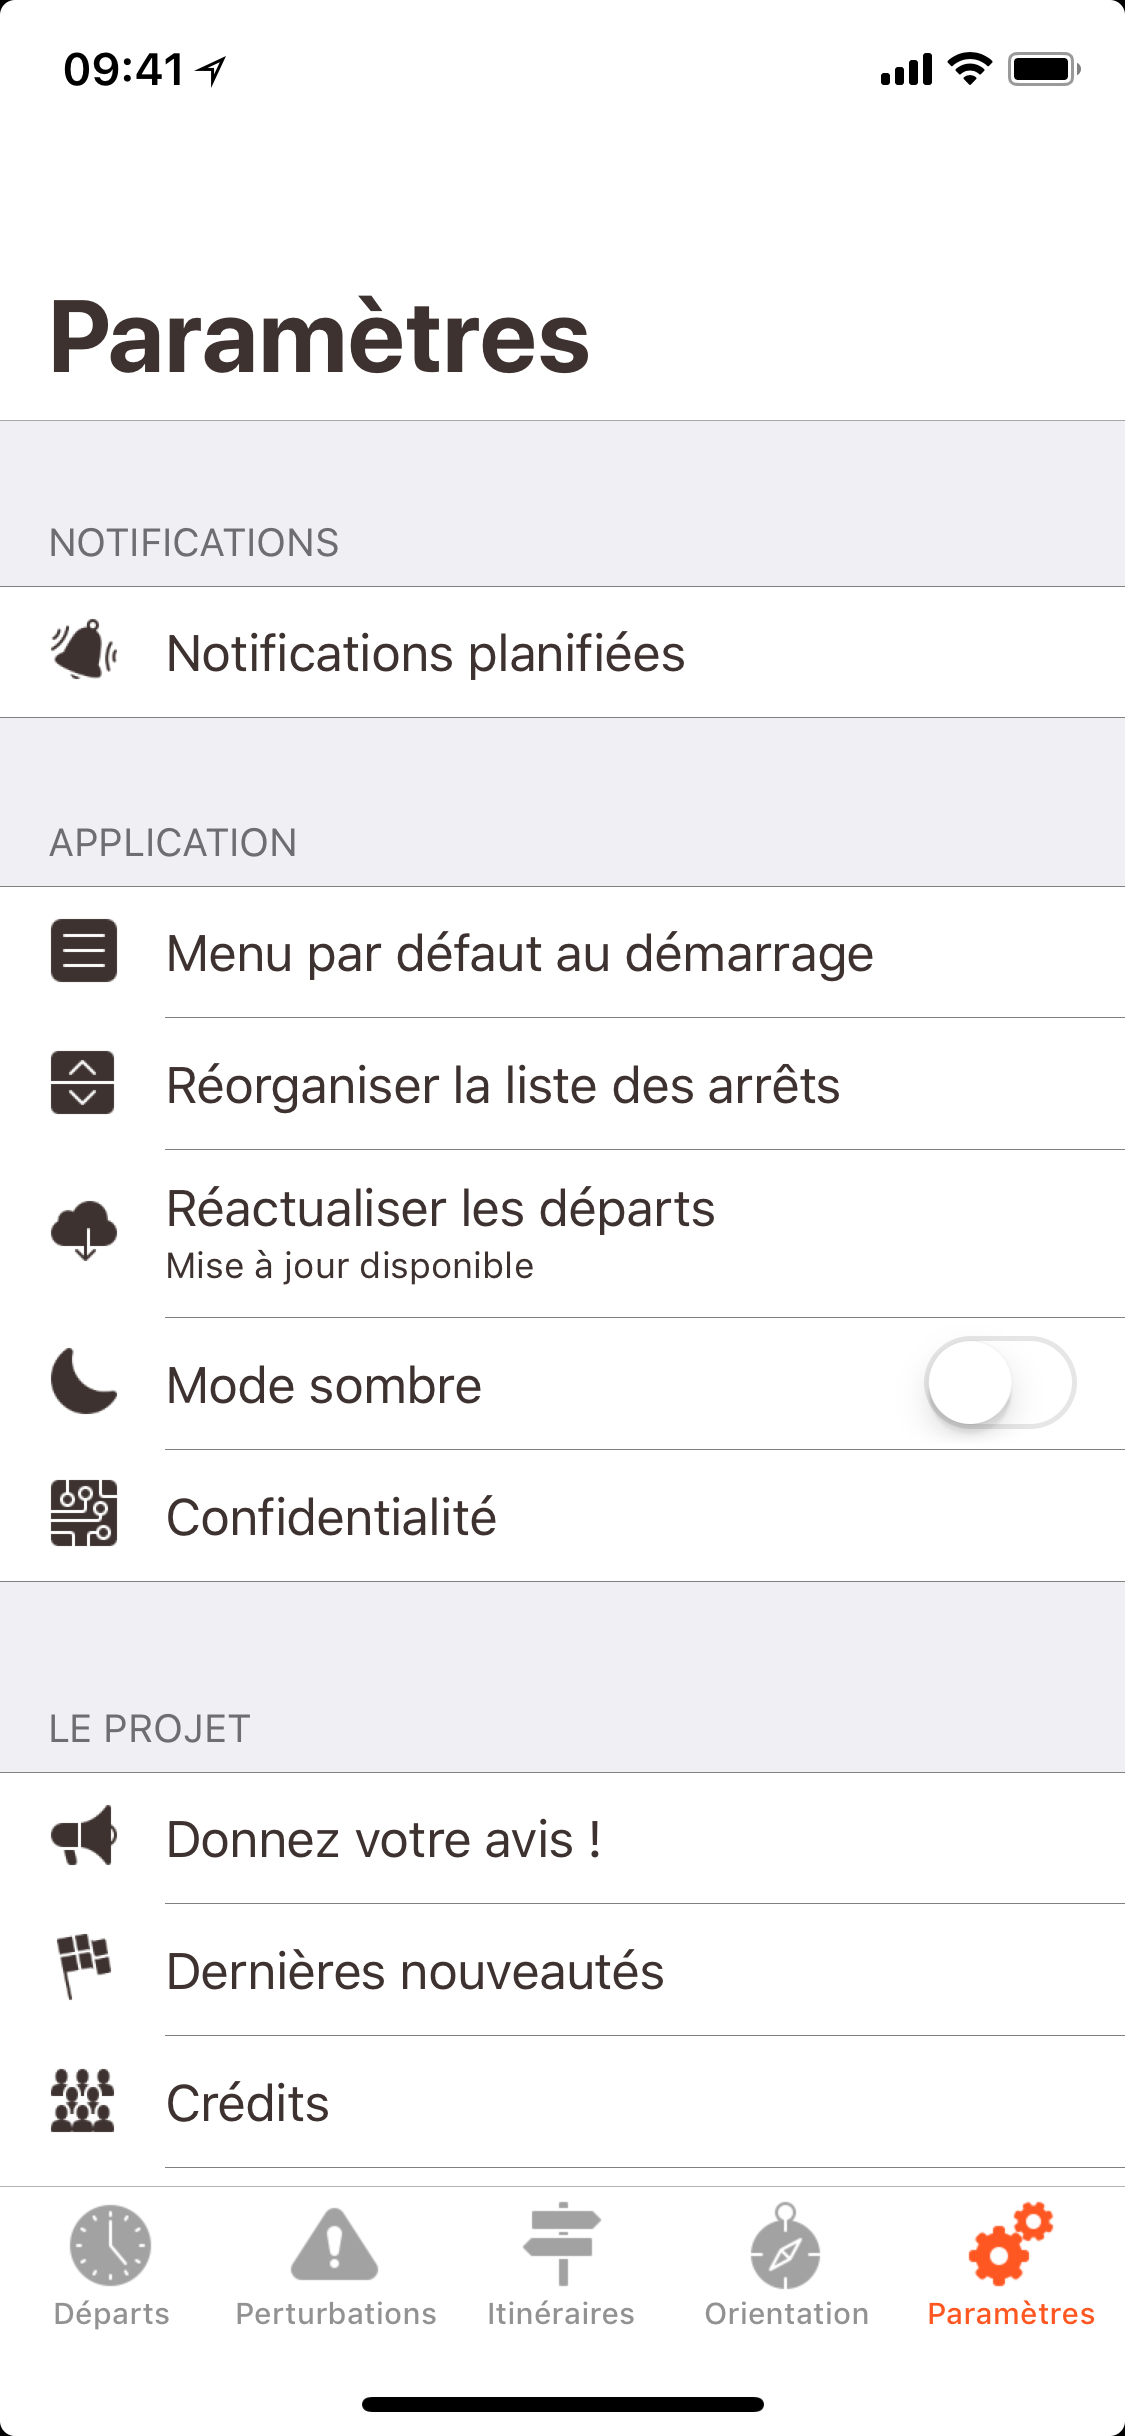 09:41
Paramètres
NOTIFICATIONS
Notifications planifiées
APPLICATION
Menu par défaut au démarrage
Réorganiser la liste des arrêts
Réactualiser les départs
Mise à jour disponible
Mode sombre
Confidentialité
LE PROJET
Donnez votre avis !
Dernières nouveautés
Crédits
Départs Perturbations Itinéraires Orientation Paramètres